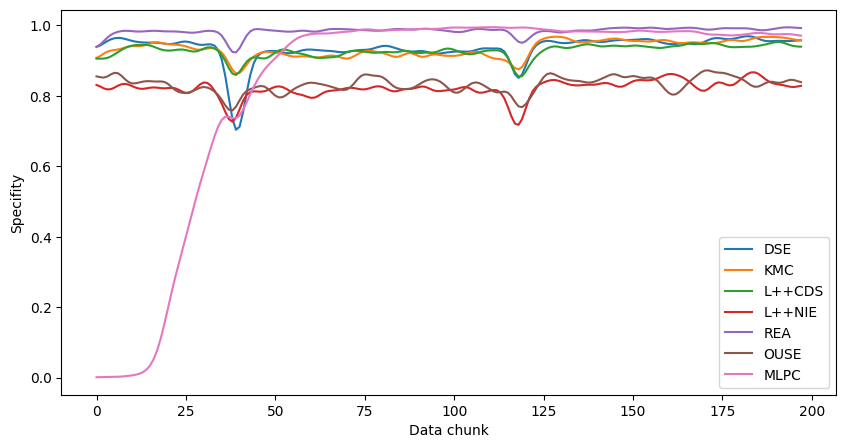 1.0
0.8
0.6
0.4
0.2
0.0
Specifity
0 25 50 75 100 125 150 175 200
Data chunk
DSE
KMC
L++CDS
L++NIE
REA
OUSE
MLPC